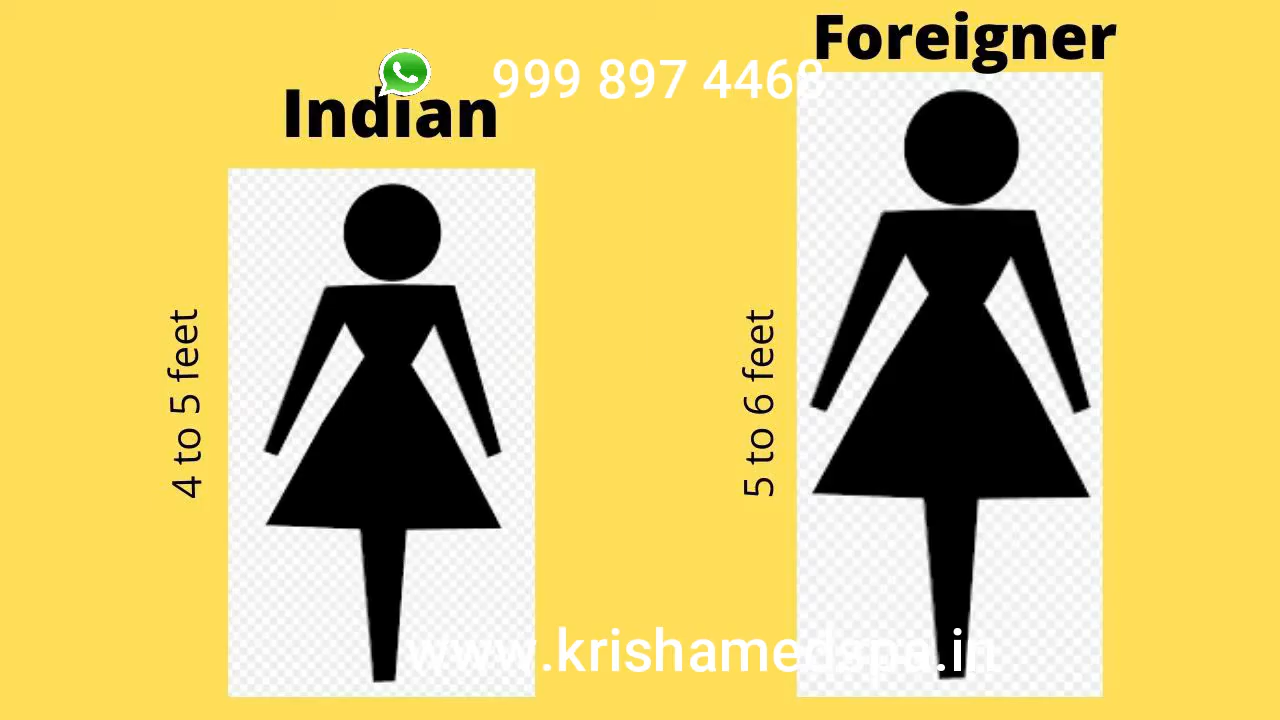 Foreigner
999 897 4468
Indian
4 to 5 feet
5 to 6 feet
www.krishamedspa.in